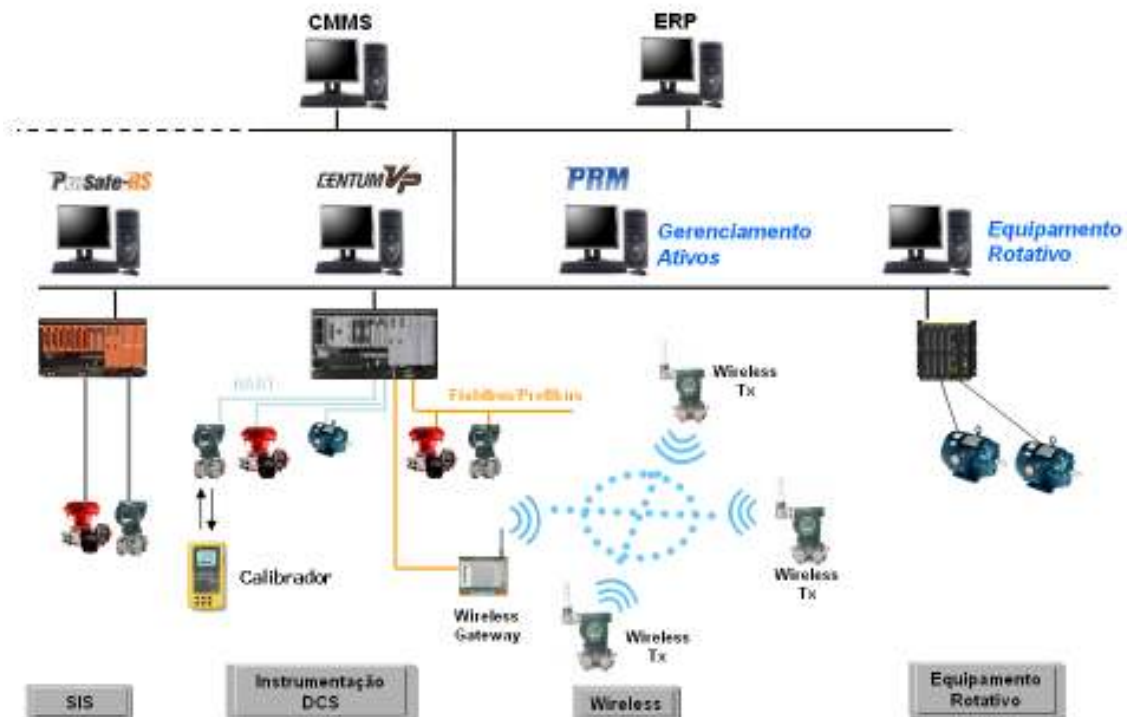 CMMS
ERP
ProSafe-RS
CENTUM VP
PRM
Gerenciamento
Ativos
Equipamento
Rotativo
HART
Fieldbus/Profibus
Wireless
Tx
Calibrador
Wireless
Gateway
Wireless
Tx
Wireless
Tx
SIS
Instrumentação
DCS
Wireless
Equipamento
Rotativo